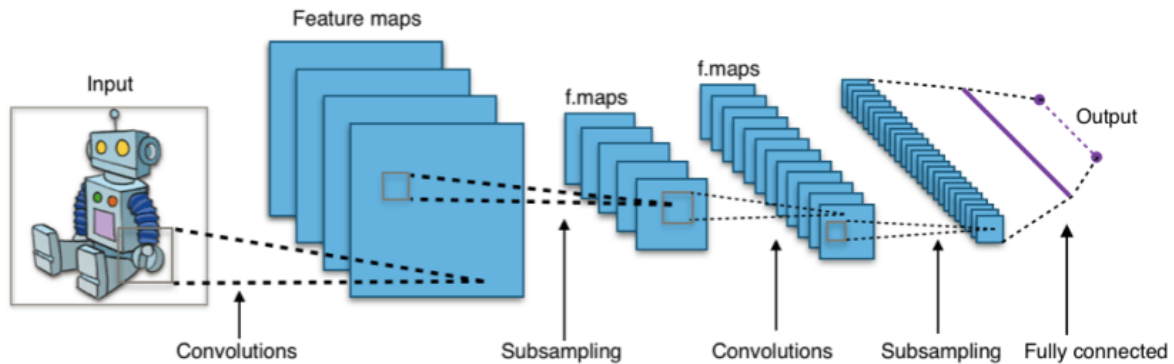 Feature maps
Input
f.maps
f.maps
Output
Convolutions
Subsampling
Convolutions
Subsampling
Fully connected